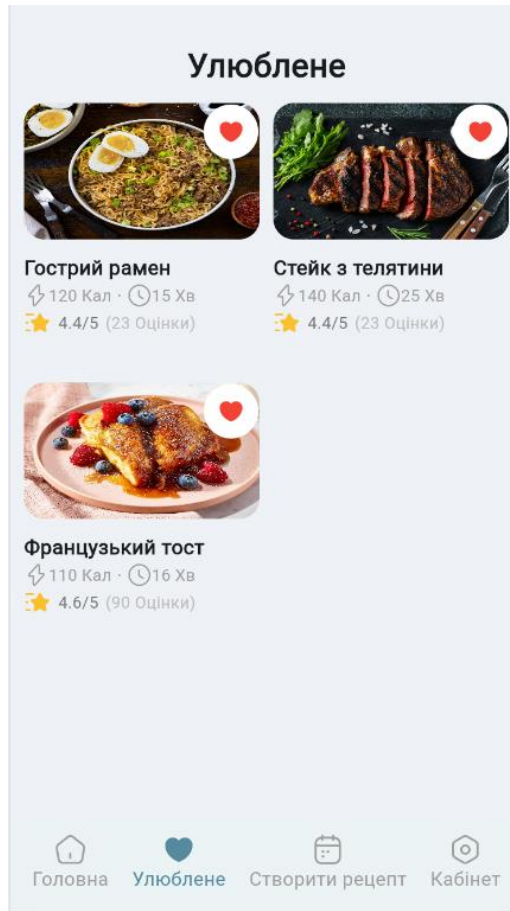 Улюблене
Гострий рамен
120 Кал · 15 Хв
4.4/5 (23 Оцінки)
Стейк з телятини
140 Кал · 25 Хв
4.4/5 (23 Оцінки)
Французький тост
110 Кал · 16 Хв
4.6/5 (90 Оцінки)
Головна
Улюблене
Створити рецепт
Кабінет